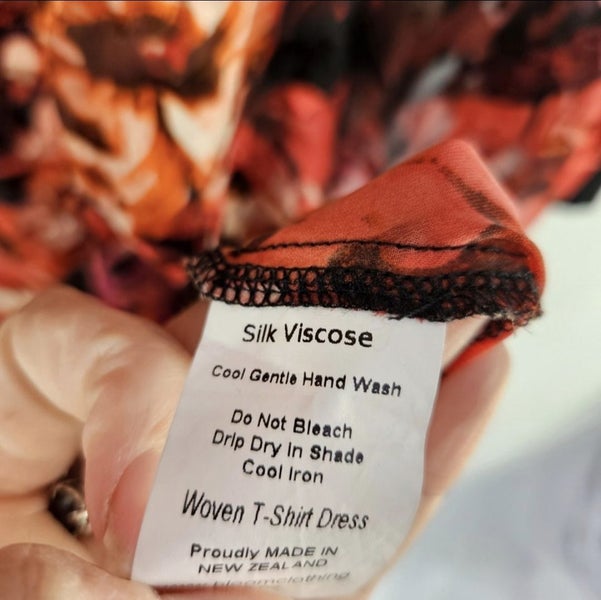 Silk Viscose
Cool Gentle Hand Wash
Do Not Bleach
Drip Dry In Shade
Cool Iron
Woven T-Shirt Dress
Proudly MADE IN
NEW ZEALAND